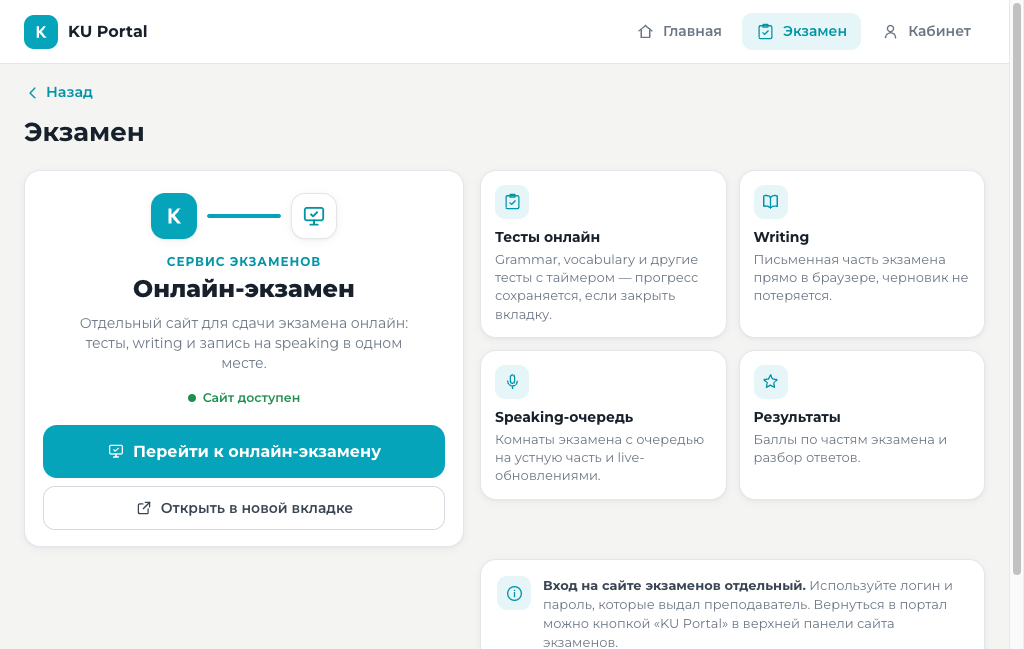 K
KU Portal
Главная
Экзамен
Кабинет
Назад
Экзамен
K
СЕРВИС ЭКЗАМЕНОВ
Онлайн-экзамен
Отдельный сайт для сдачи экзамена онлайн:
тесты, writing и запись на speaking в одном
месте.
Сайт доступен
Перейти к онлайн-экзамену
Открыть в новой вкладке
Тесты онлайн
Grammar, vocabulary и другие
тесты с таймером — прогресс
сохраняется, если закрыть
вкладку.
Writing
Письменная часть экзамена
прямо в браузере, черновик не
потеряется.
Speaking-очередь
Комнаты экзамена с очередью
на устную часть и live-
обновлениями.
Результаты
Баллы по частям экзамена и
разбор ответов.
Вход на сайте экзаменов отдельный. Используйте логин и
пароль, которые выдал преподаватель. Вернуться в портал
можно кнопкой «KU Portal» в верхней панели сайта
экзаменов.